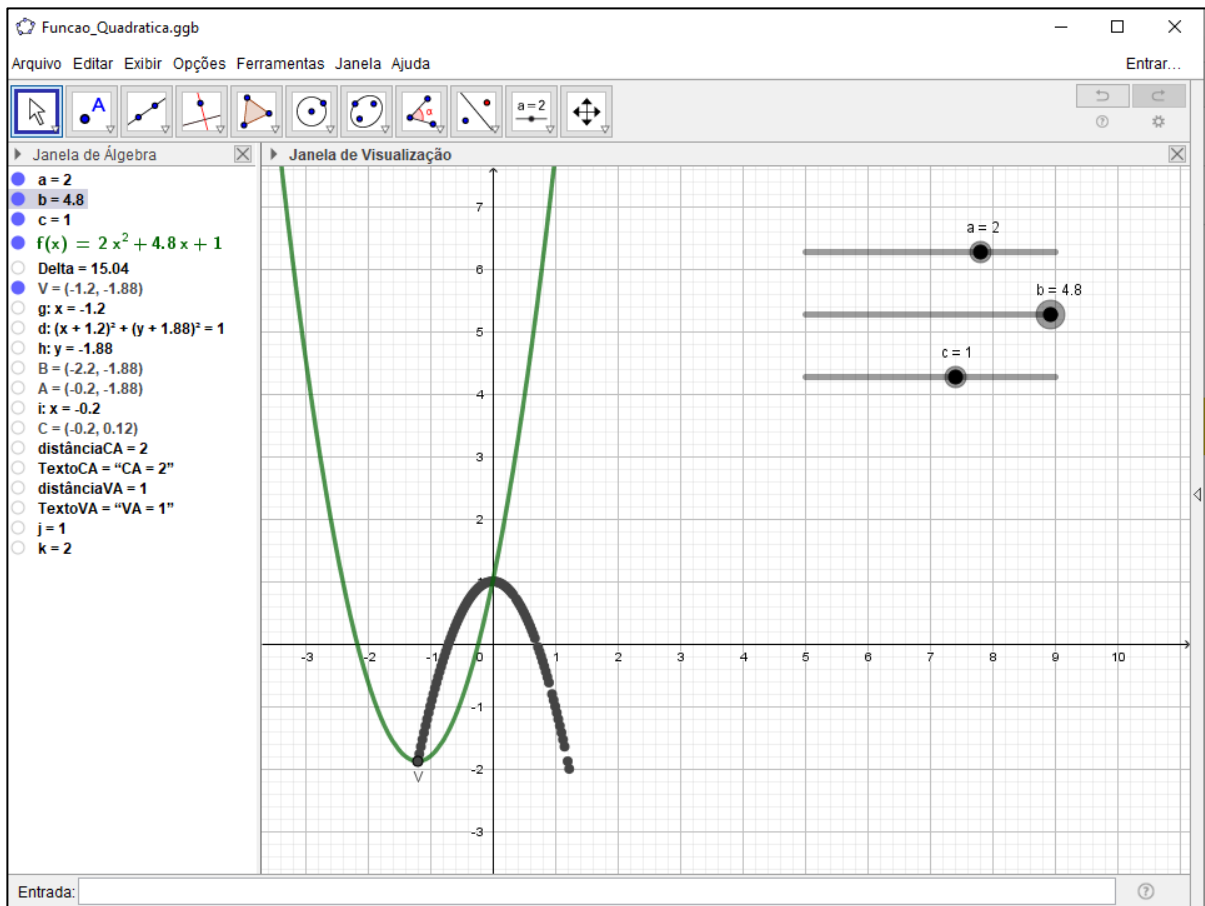 Funcao_Quadratica.ggb
Arquivo Editar Exibir Opções Ferramentas Janela Ajuda
Entrar...
A
α
a = 2
Janela de Álgebra
a = 2
b = 4.8
c = 1
f(x) = 2 x² + 4.8 x + 1
Delta = 15.04
V = (-1.2, -1.88)
g: x = -1.2
d: (x + 1.2)² + (y + 1.88)² = 1
h: y = -1.88
B = (-2.2, -1.88)
A = (-0.2, -1.88)
i: x = -0.2
C = (-0.2, 0.12)
distânciaCA = 2
TextoCA = “CA = 2”
distânciaVA = 1
TextoVA = “VA = 1”
j = 1
k = 2
Janela de Visualização
a = 2
b = 4.8
c = 1
7
6
5
4
3
2
-3 -2 -1 0 1 2 3 4 5 6 7 8 9 10
-1
-2
-3
V
Entrada: